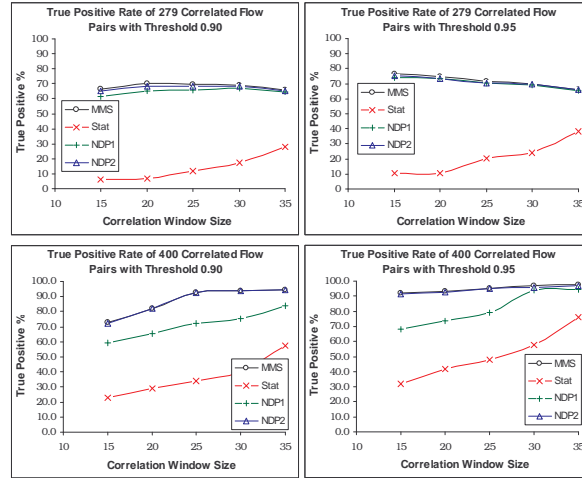 True Positive Rate of 279 Correlated Flow
Pairs with Threshold 0.90
True Positive %
100
90
80
70
60
50
40
30
20
10
0
MMS
Stat
NDP1
NDP2
10 15 20 25 30 35
Correlation Window Size
True Positive Rate of 279 Correlated Flow
Pairs with Threshold 0.95
True Positive %
100
90
80
70
60
50
40
30
20
10
0
MMS
Stat
NDP1
NDP2
10 15 20 25 30 35
Correlation Window Size
True Positive Rate of 400 Correlated Flow
Pairs with Threshold 0.90
True Positive %
100.0
90.0
80.0
70.0
60.0
50.0
40.0
30.0
20.0
10.0
0.0
MMS
Stat
NDP1
NDP2
10 15 20 25 30 35
Correlation Window Size
True Positive Rate of 400 Correlated Flow
Pairs with Threshold 0.95
True Positive %
100.0
90.0
80.0
70.0
60.0
50.0
40.0
30.0
20.0
10.0
0.0
MMS
Stat
NDP1
NDP2
10 15 20 25 30 35
Correlation Window Size